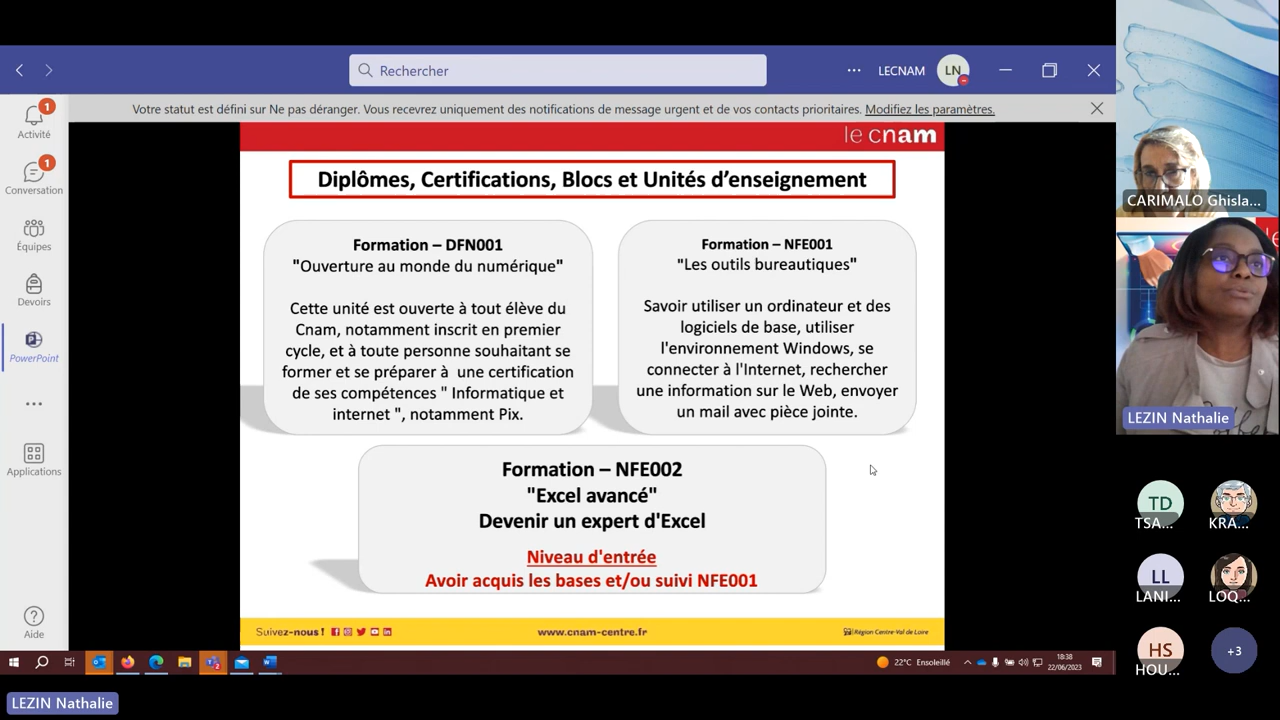 Rechercher
LECNAM
LN
Votre statut est défini sur Ne pas déranger. Vous recevrez uniquement des notifications de message urgent et de vos contacts prioritaires. Modifiez les paramètres.
1
Activité
1
Conversation
Équipes
Devoirs
PowerPoint
Applications
Aide
le cnam
Diplômes, Certifications, Blocs et Unités d'enseignement
Formation – DFN001
"Ouverture au monde du numérique"
Cette unité est ouverte à tout élève du
Cnam, notamment inscrit en premier
cycle, et à toute personne souhaitant se
former et se préparer à une certification
de ses compétences " Informatique et
internet ", notamment Pix.
Formation – NFE001
"Les outils bureautiques"
Savoir utiliser un ordinateur et des
logiciels de base, utiliser
l'environnement Windows, se
connecter à l'Internet, rechercher
une information sur le Web, envoyer
un mail avec pièce jointe.
Formation – NFE002
"Excel avancé"
Devenir un expert d'Excel
Niveau d'entrée
Avoir acquis les bases et/ou suivi NFE001
Suivez-nous !
www.cnam-centre.fr
Région Centre-Val de Loire
22°C Ensoleillé
18:38
22/06/2023
CARIMALO Ghisla...
LEZIN Nathalie
TD
TSA...
KRA...
LL
LANI...
LOQ...
HS
HOU...
+3
LEZIN Nathalie